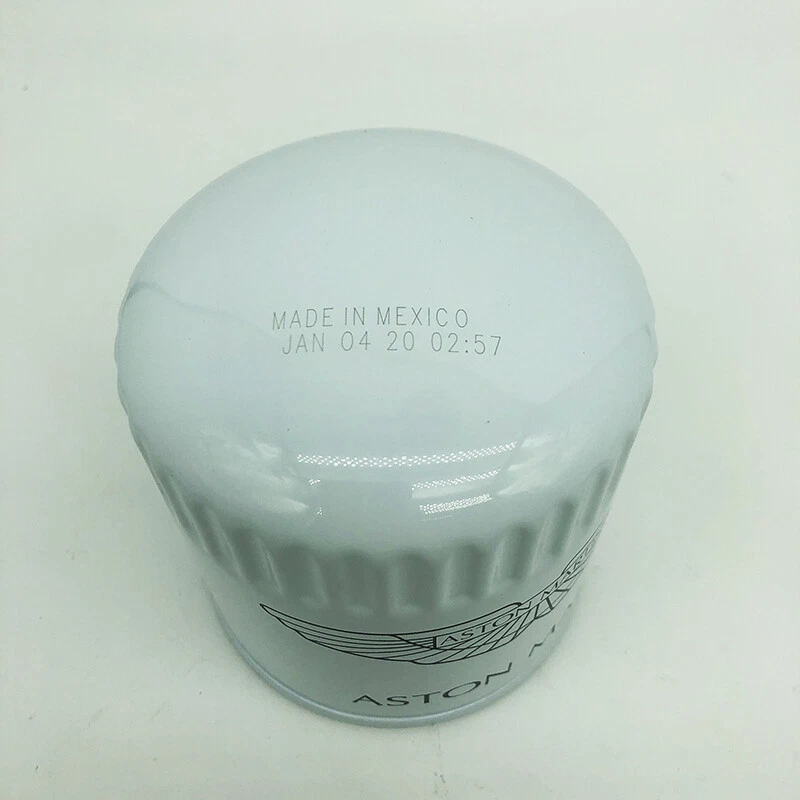 MADE IN MEXICO
JAN 04 20 02:57
ASTON MARTIN
ASTON